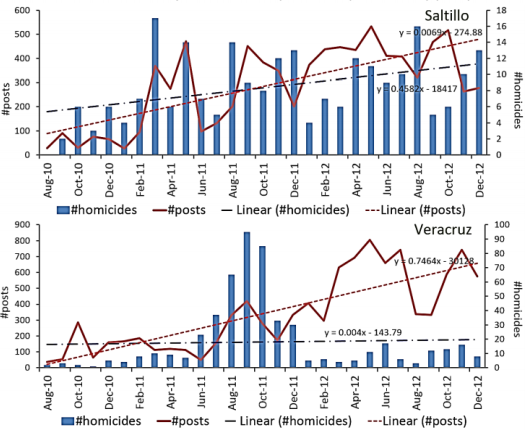 Saltillo
y = 0.0069x - 274.88
y = 0.4582x - 18417
#posts
600
500
400
300
200
100
0
18
16
14
12
10
8
6
4
2
0
#homicides
Aug-10
Oct-10
Dec-10
Feb-11
Apr-11
Jun-11
Aug-11
Oct-11
Dec-11
Feb-12
Apr-12
Jun-12
Aug-12
Oct-12
Dec-12
#homicides #posts Linear (#homicides) Linear (#posts)
Veracruz
y = 0.7464x - 30128
y = 0.004x - 143.79
#posts
900
800
700
600
500
400
300
200
100
0
100
90
80
70
60
50
40
30
20
10
0
#homicides
Aug-10
Oct-10
Dec-10
Feb-11
Apr-11
Jun-11
Aug-11
Oct-11
Dec-11
Feb-12
Apr-12
Jun-12
Aug-12
Oct-12
Dec-12
#homicides #posts Linear (#homicides) Linear (#posts)